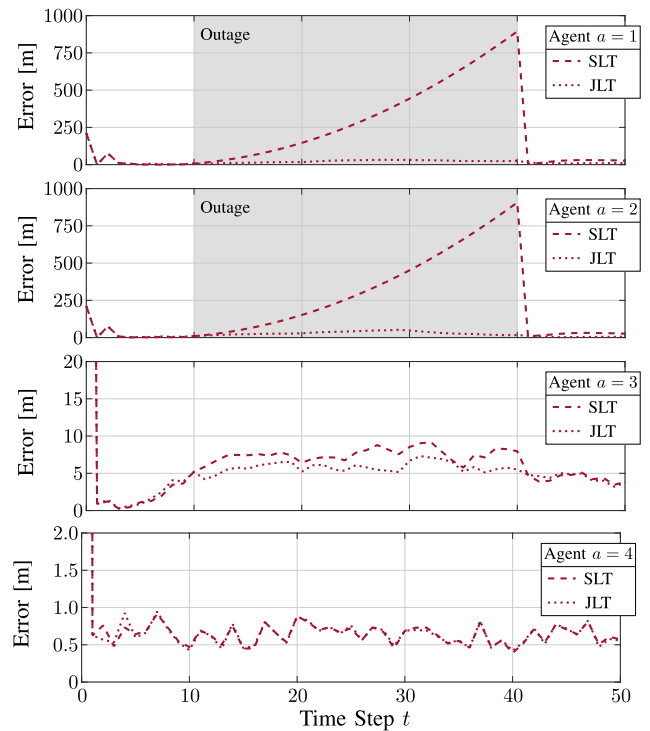 1000
750
500
250
0
Error [m]
Outage
Agent a = 1
SLT
JLT
1000
750
500
250
0
Error [m]
Outage
Agent a = 2
SLT
JLT
20
15
10
5
0
Error [m]
Agent a = 3
SLT
JLT
2.0
1.5
1.0
0.5
0
Error [m]
Agent a = 4
SLT
JLT
0 10 20 30 40 50
Time Step t